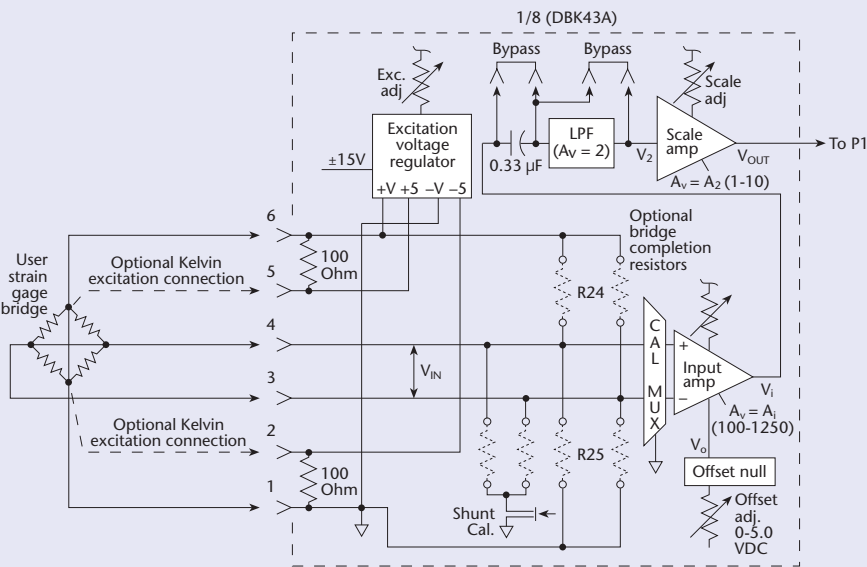 1/8 (DBK43A)
Bypass
Bypass
Exc.
adj
Scale
adj
Excitation
voltage
regulator
+V +5 −V −5
±15V
0.33 µF
LPF
(Av = 2)
V2
Scale
amp
VOUT
To P1
Av = A2 (1-10)
6
100
Ohm
Optional
bridge
completion
resistors
User
strain
gage
bridge
Optional Kelvin
excitation connection
5
R24
4
CAL MUX
+
Input
amp
−
VIN
3
Vi
Av = Ai
(100-1250)
Optional Kelvin
excitation connection
2
R25
Vo
100
Ohm
Offset null
1
Shunt
Cal.
Offset
adj.
0-5.0
VDC